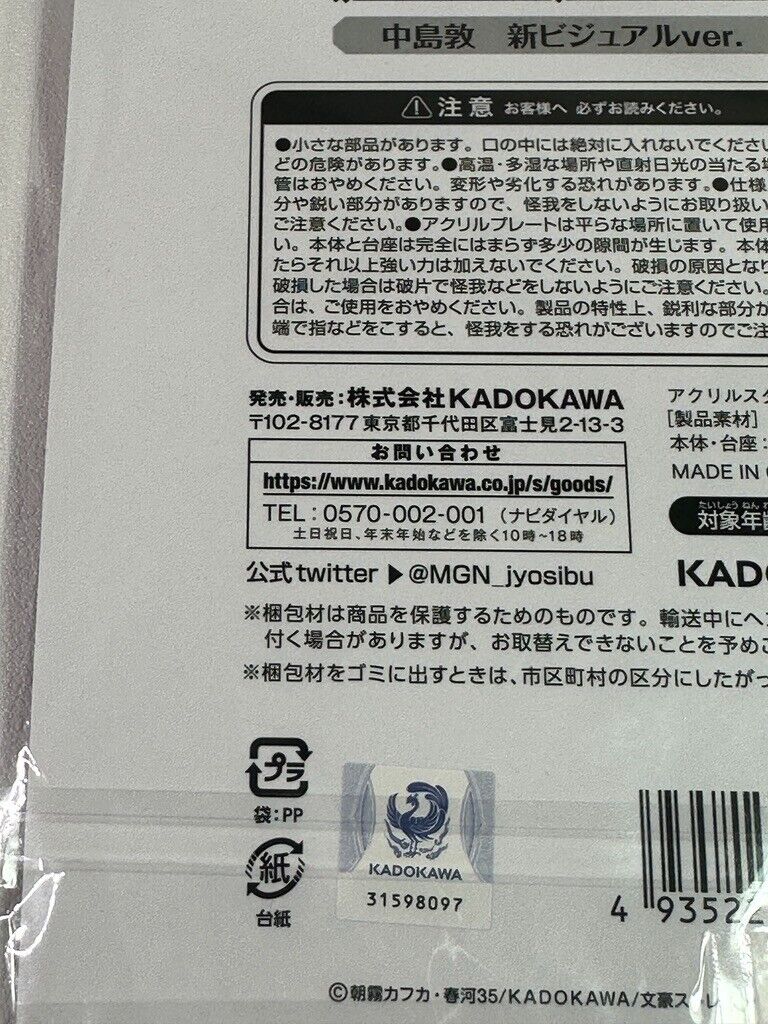 中島敦 新ビジュアルver.
注意 お客様へ 必ずお読みください。
●小さな部品があります。口の中には絶対に入れないでくださ
どの危険があります。●高温・多湿な場所や直射日光の当たる
管はおやめください。変形や劣化する恐れがあります。●仕様
分や鋭い部分がありますので、怪我をしないようにお取り扱い
ご注意ください。●アクリルプレートは平らな場所に置いて使用
い。本体と台座は完全にはまらず多少の隙間が生じます。本体
たらそれ以上強い力は加えないでください。破損の原因となり
破損した場合は破片で怪我などをしないようにご注意ください。
合は、ご使用をおやめください。製品の特性上、鋭利な部分が
端で指などをこすると、怪我をする恐れがございますのでご注
発売・販売:株式会社KADOKAWA
〒102-8177 東京都千代田区富士見2-13-3
お問い合わせ
https://www.kadokawa.co.jp/s/goods/
TEL:0570-002-001(ナビダイヤル)
土日祝日、年末年始などを除く10時~18時
公式twitter▶@MGN_jyosibu
アクリルス
[製品素材]
本体・台座:
MADE IN
たいしょうねん
対象年齢
KADO
※梱包材は商品を保護するためのものです。輸送中にヘ
付く場合がありますが、お取替えできないことを予めご
※梱包材をゴミに出すときは、市区町村の区分にしたがっ
プラ
袋:PP
紙
台紙
KADOKAWA
31598097
4 93522
©朝霧カフカ・春河35/KADOKAWA/文豪ストレ